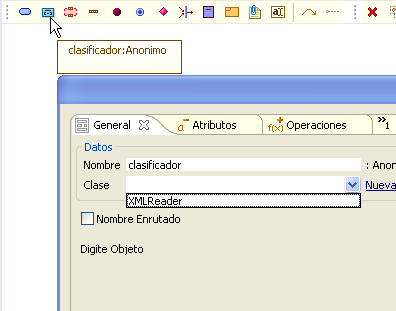 clasificador:Anonimo
General
Atributos
Operaciones
1
Datos
Nombre clasificador : Anon
Clase Nueva
XMLReader
Nombre Enrutado
Digite Objeto